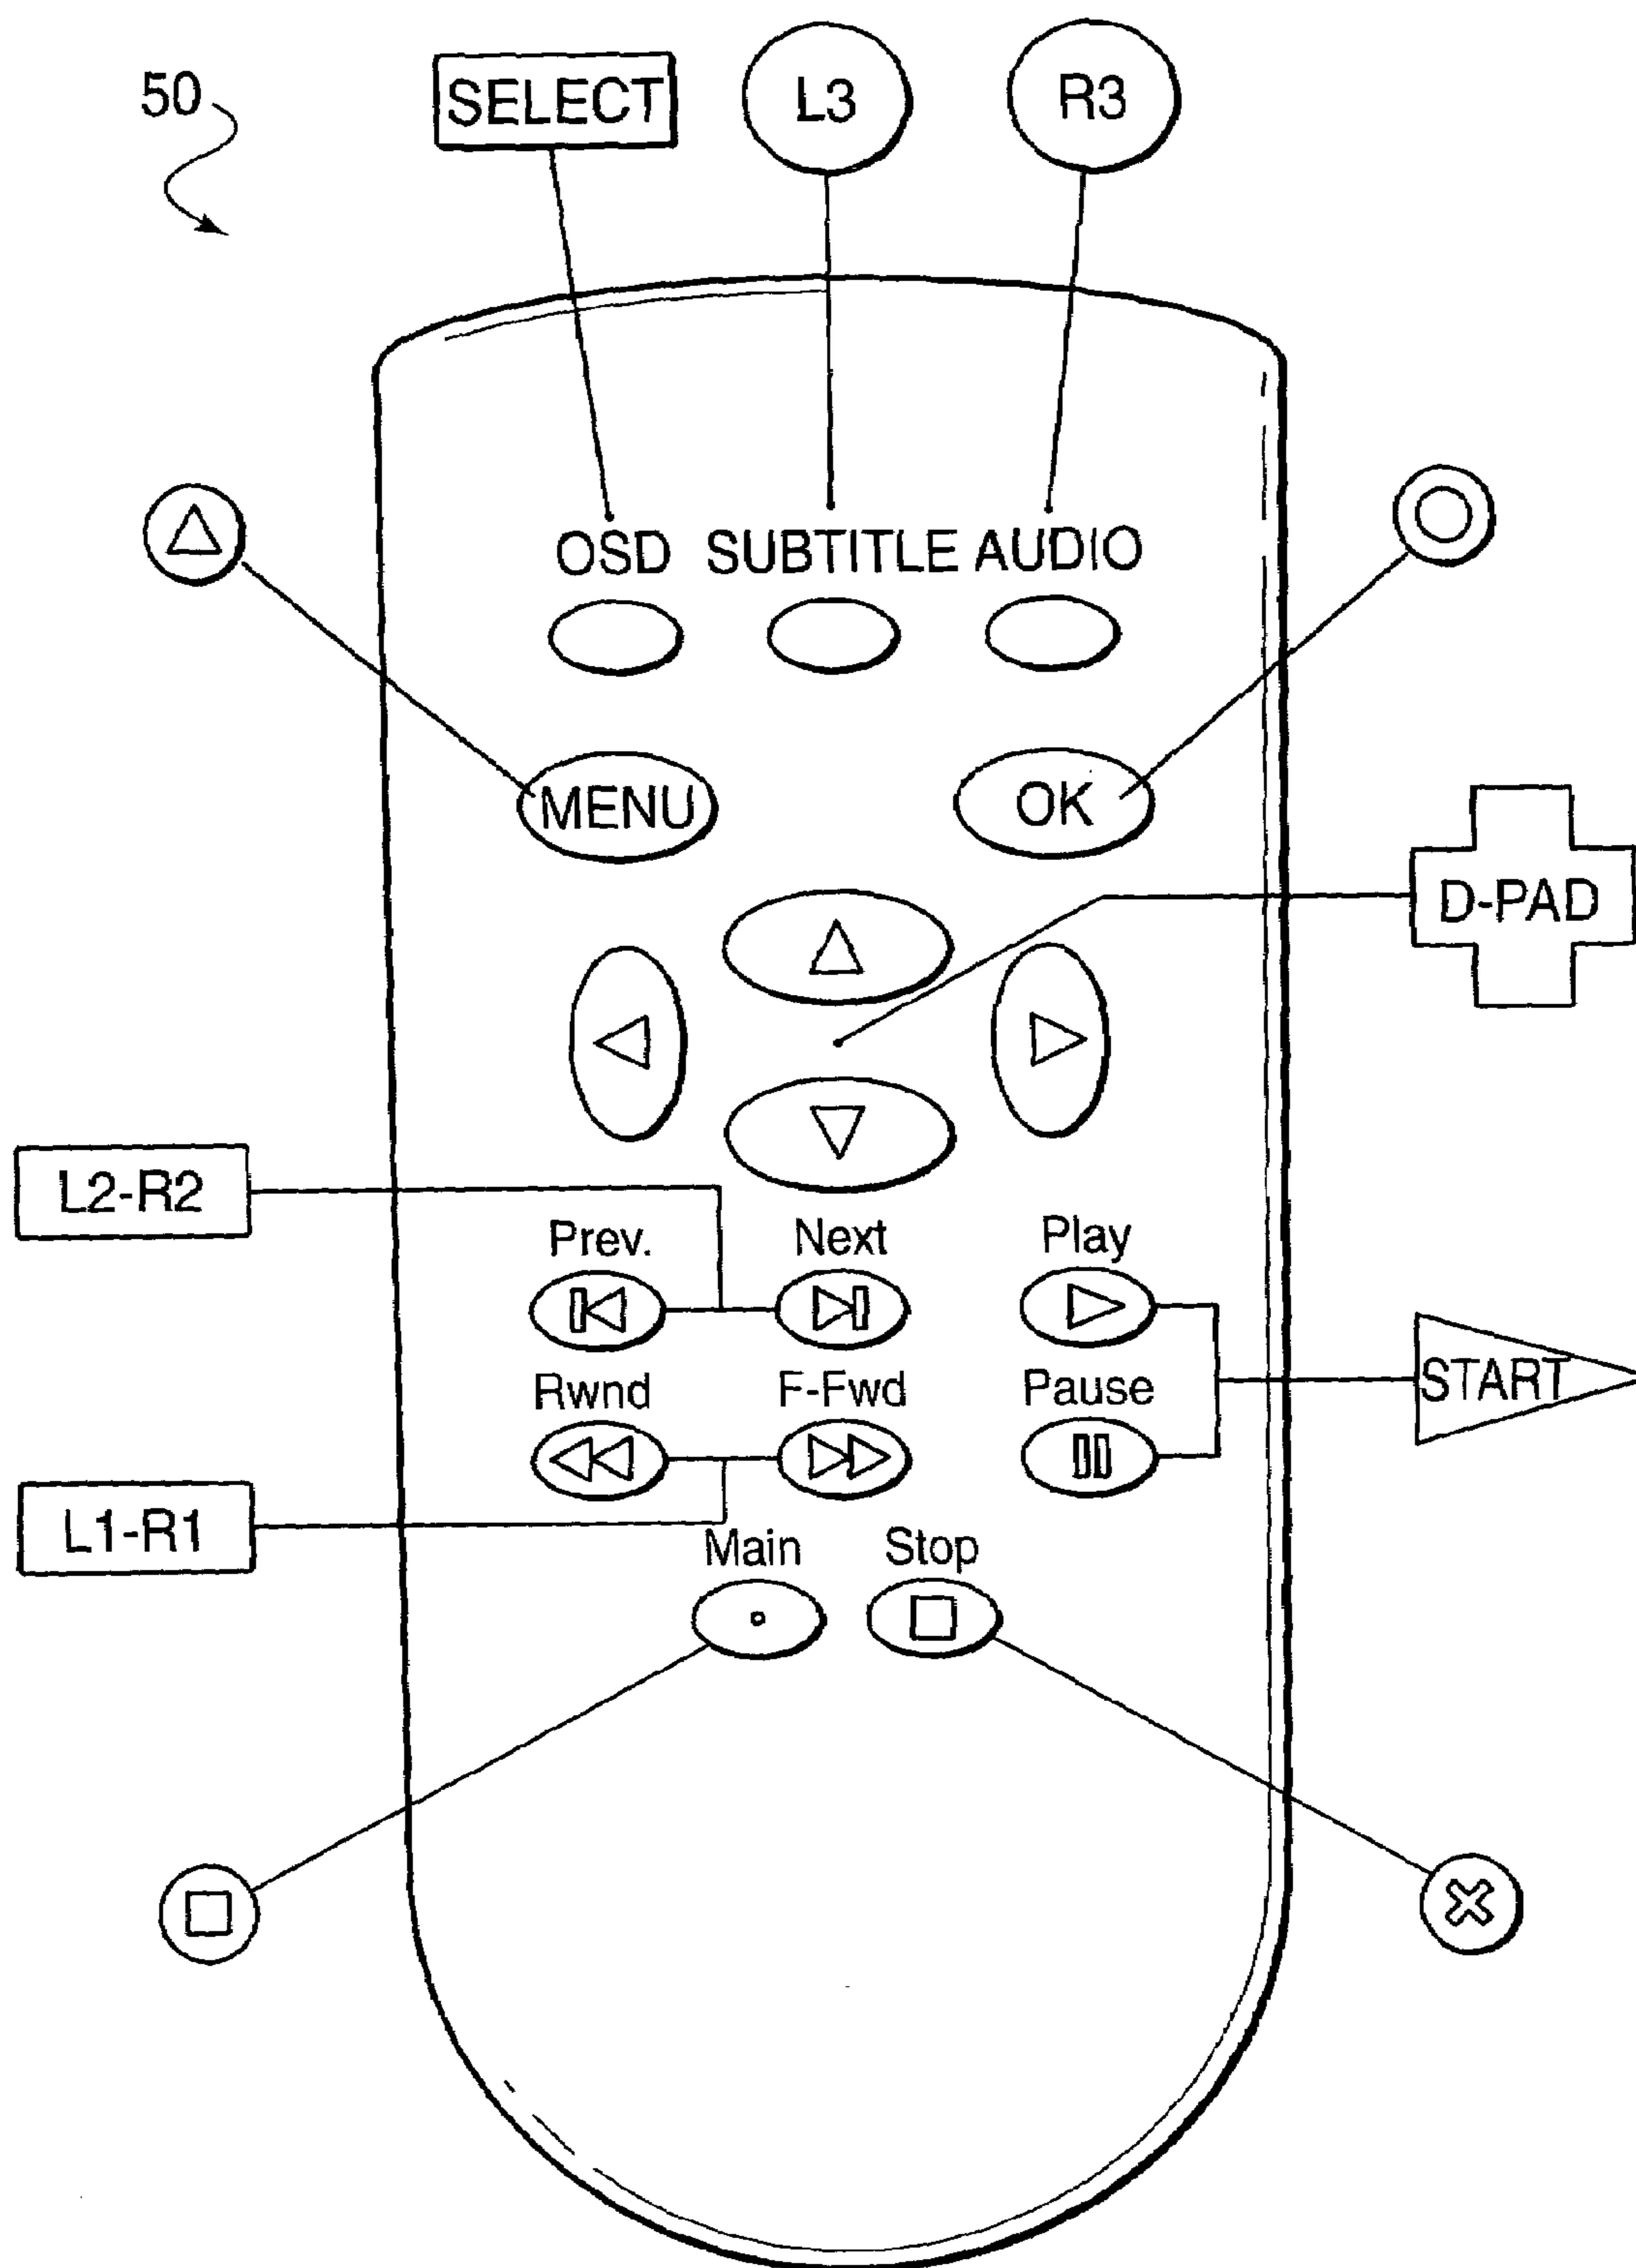 50
SELECT
L3
R3
OSD
SUBTITLE
AUDIO
MENU
OK
D-PAD
L2-R2
Prev.
Next
Play
Rwnd
F-Fwd
Pause
START
L1-R1
Main
Stop